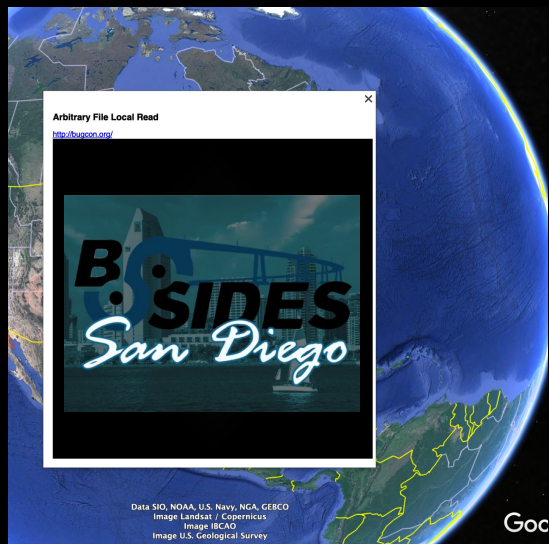 Arbitrary File Local Read
http://bugcon.org/
B.SIDES
San Diego
Data SIO, NOAA, U.S. Navy, NGA, GEBCO
Image Landsat / Copernicus
Image IBCAO
Image U.S. Geological Survey
Goo